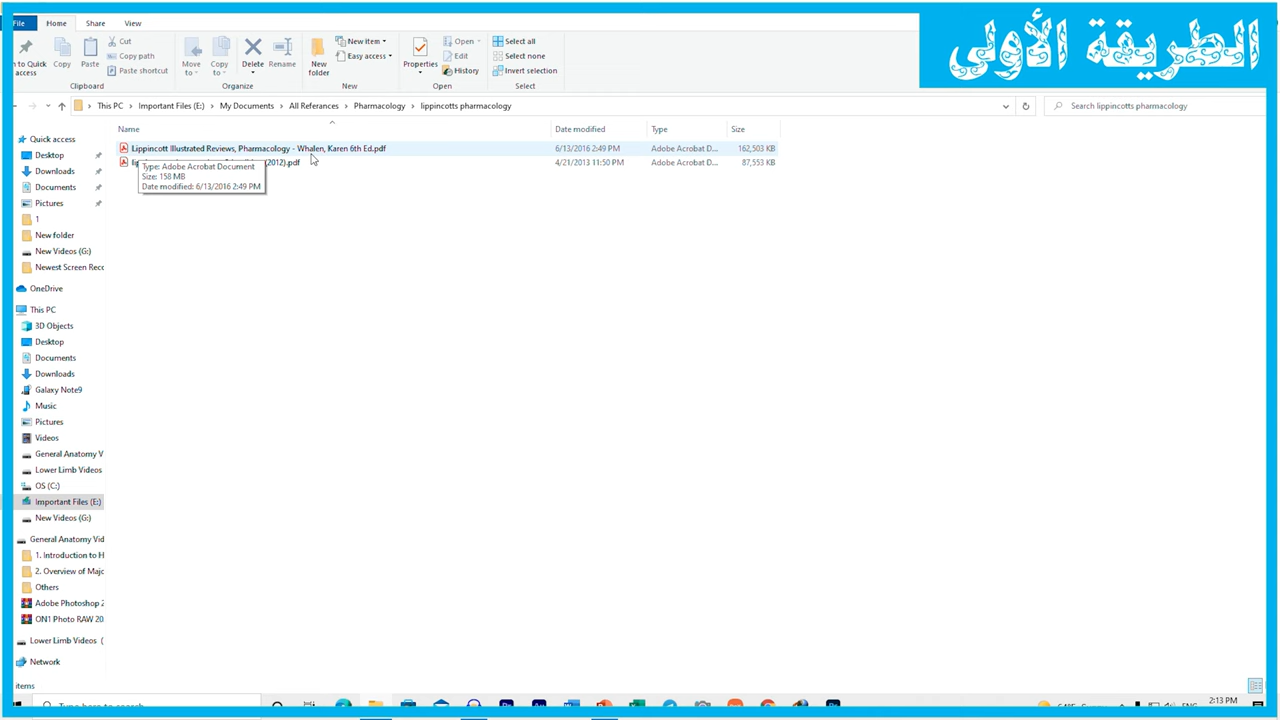 الطريقة الأولى
File
Home
Share
View
to Quick
access
Copy
Paste
Cut
Copy path
Paste shortcut
Clipboard
Move
to
Copy
to
Delete
Rename
Organize
New
folder
New item
Easy access
New
Properties
Open
Edit
History
Open
Select all
Select none
Invert selection
Select
This PC > Important Files (E:) > My Documents > All Referances > Pharmacology > lippincotts pharmacology
Search lippincotts pharmacology
Name Date modified Type Size
Lippincott Illustrated Reviews, Pharmacology - Whalen, Karen 6th Ed.pdf 6/13/2016 2:49 PM Adobe Acrobat D... 162,503 KB
(2012).pdf 4/21/2013 11:50 PM Adobe Acrobat D... 87,553 KB
Type: Adobe Acrobat Document
Size: 158 MB
Date modified: 6/13/2016 2:49 PM
Quick access
Desktop
Downloads
Documents
Pictures
1
New folder
New Videos (G:)
Newest Screen Reco
OneDrive
This PC
3D Objects
Desktop
Documents
Downloads
Galaxy Note9
Music
Pictures
Videos
General Anatomy V
Lower Limb Videos
OS (C:)
Important Files (E:)
New Videos (G:)
General Anatomy Vid
1. Introduction to H
2. Overview of Majo
Others
Adobe Photoshop 2
ON1 Photo RAW 20
Lower Limb Videos (
Network
items
Type here to search
2:13 PM